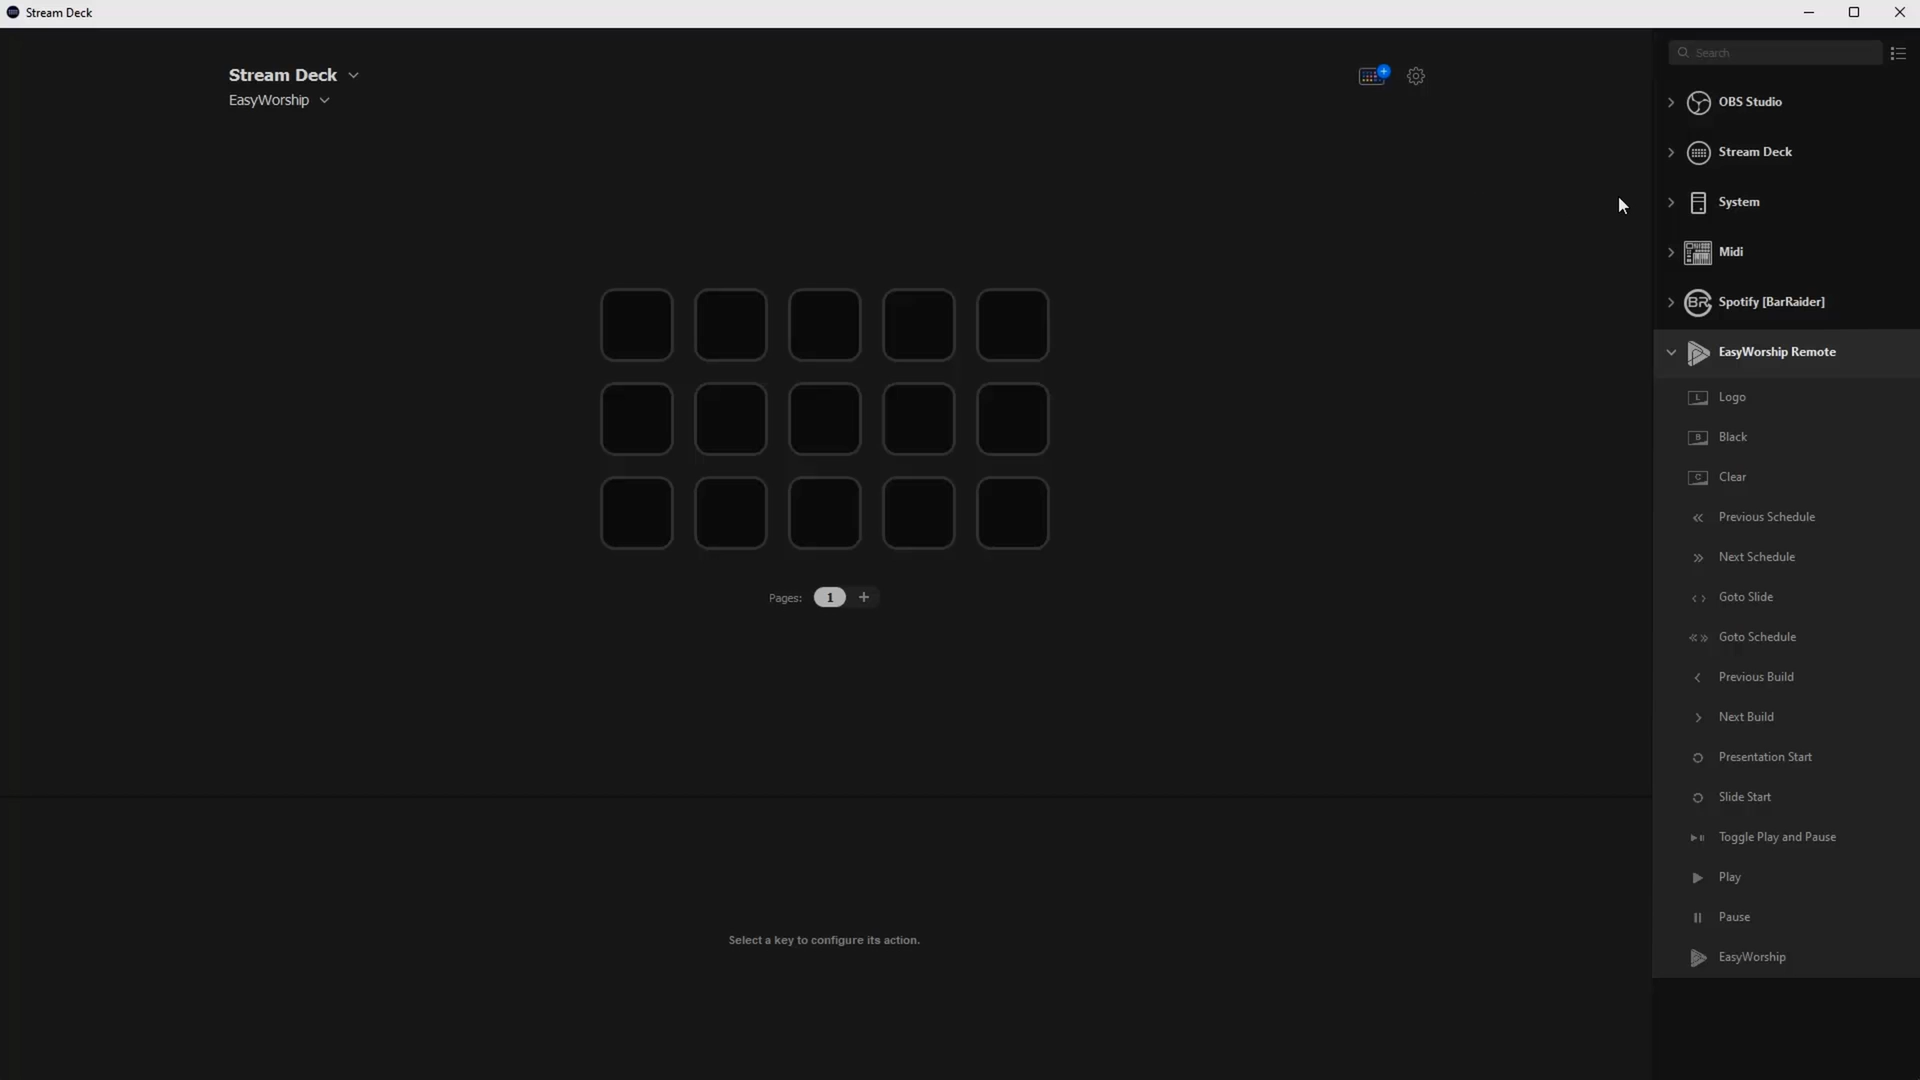 Stream Deck
Stream Deck
EasyWorship
Search
OBS Studio
Stream Deck
System
Midi
BR Spotify [BarRaider]
EasyWorship Remote
L Logo
B Black
C Clear
Previous Schedule
Next Schedule
Goto Slide
Goto Schedule
Previous Build
Next Build
Presentation Start
Slide Start
Toggle Play and Pause
Play
Pause
EasyWorship
Pages: 1 +
Select a key to configure its action.